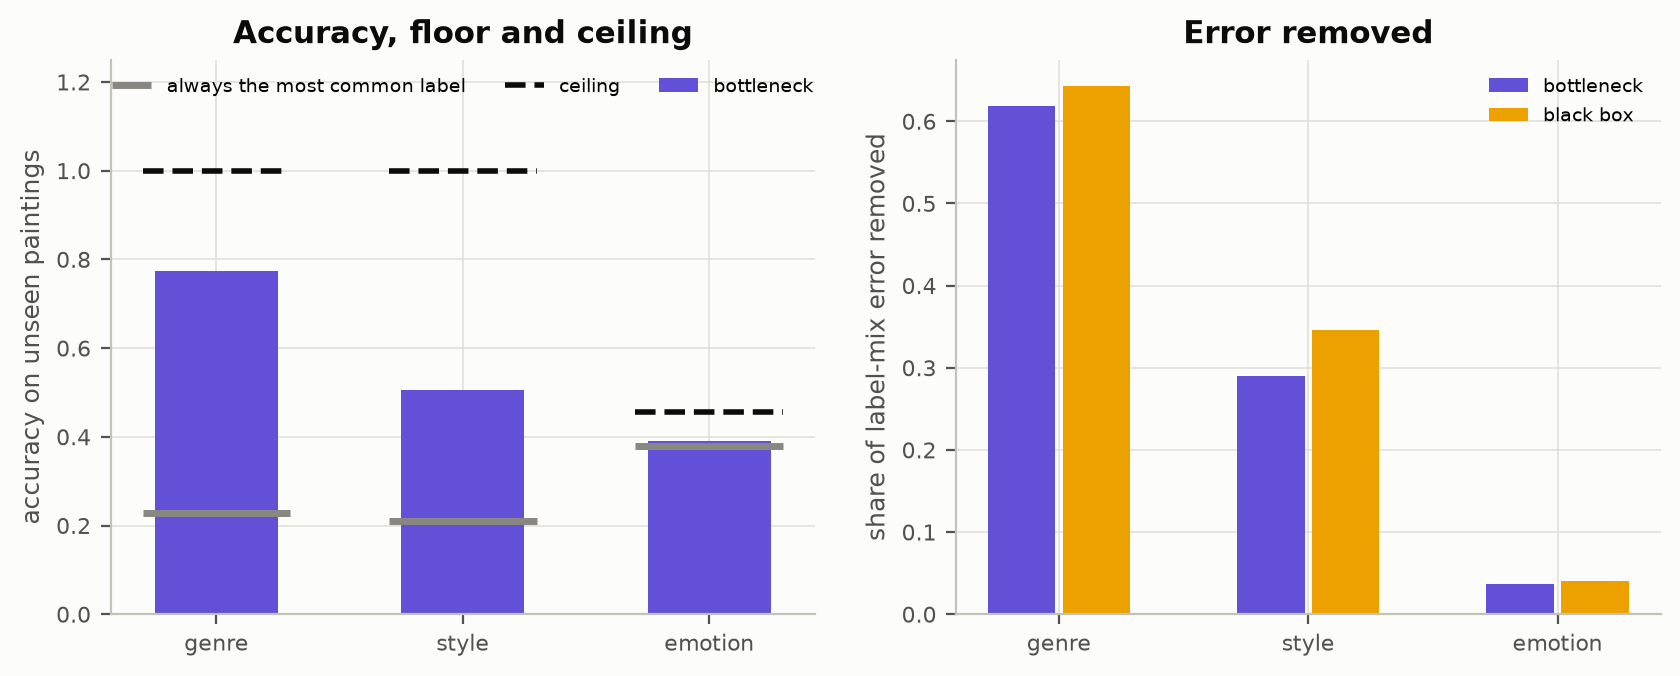 Accuracy, floor and ceiling
accuracy on unseen paintings
1.2
1.0
0.8
0.6
0.4
0.2
0.0
always the most common label
ceiling
bottleneck
genre
style
emotion
Error removed
share of label-mix error removed
0.6
0.5
0.4
0.3
0.2
0.1
0.0
bottleneck
black box
genre
style
emotion